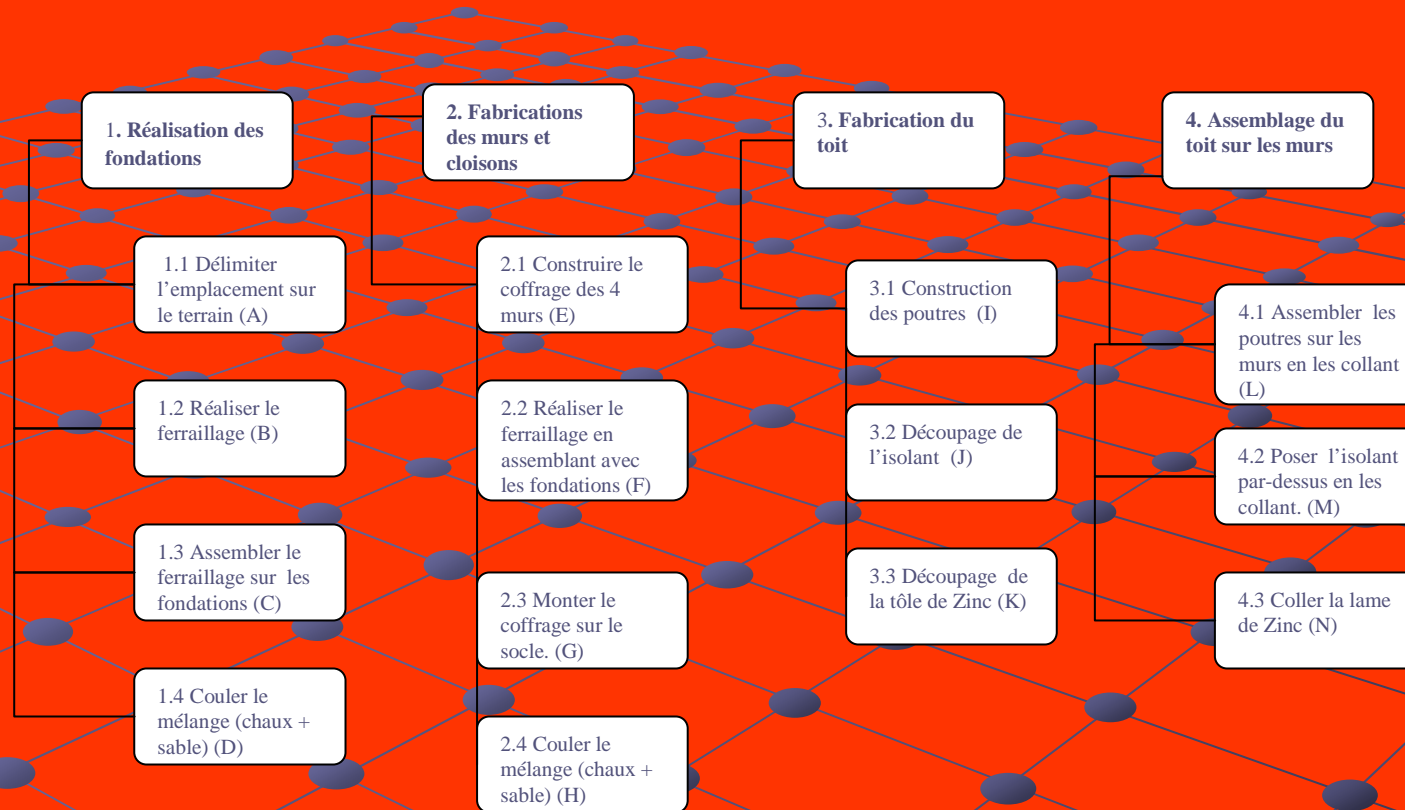 1. Réalisation des
fondations
1.1 Délimiter
l’emplacement sur
le terrain (A)
1.2 Réaliser le
ferraillage (B)
1.3 Assembler le
ferraillage sur les
fondations (C)
1.4 Couler le
mélange (chaux +
sable) (D)
2. Fabrications
des murs et
cloisons
2.1 Construire le
coffrage des 4
murs (E)
2.2 Réaliser le
ferraillage en
assemblant avec
les fondations (F)
2.3 Monter le
coffrage sur le
socle. (G)
2.4 Couler le
mélange (chaux +
sable) (H)
3. Fabrication du
toit
3.1 Construction
des poutres (I)
3.2 Découpage de
l’isolant (J)
3.3 Découpage de
la tôle de Zinc (K)
4. Assemblage du
toit sur les murs
4.1 Assembler les
poutres sur les
murs en les collant
(L)
4.2 Poser l’isolant
par-dessus en les
collant. (M)
4.3 Coller la lame
de Zinc (N)